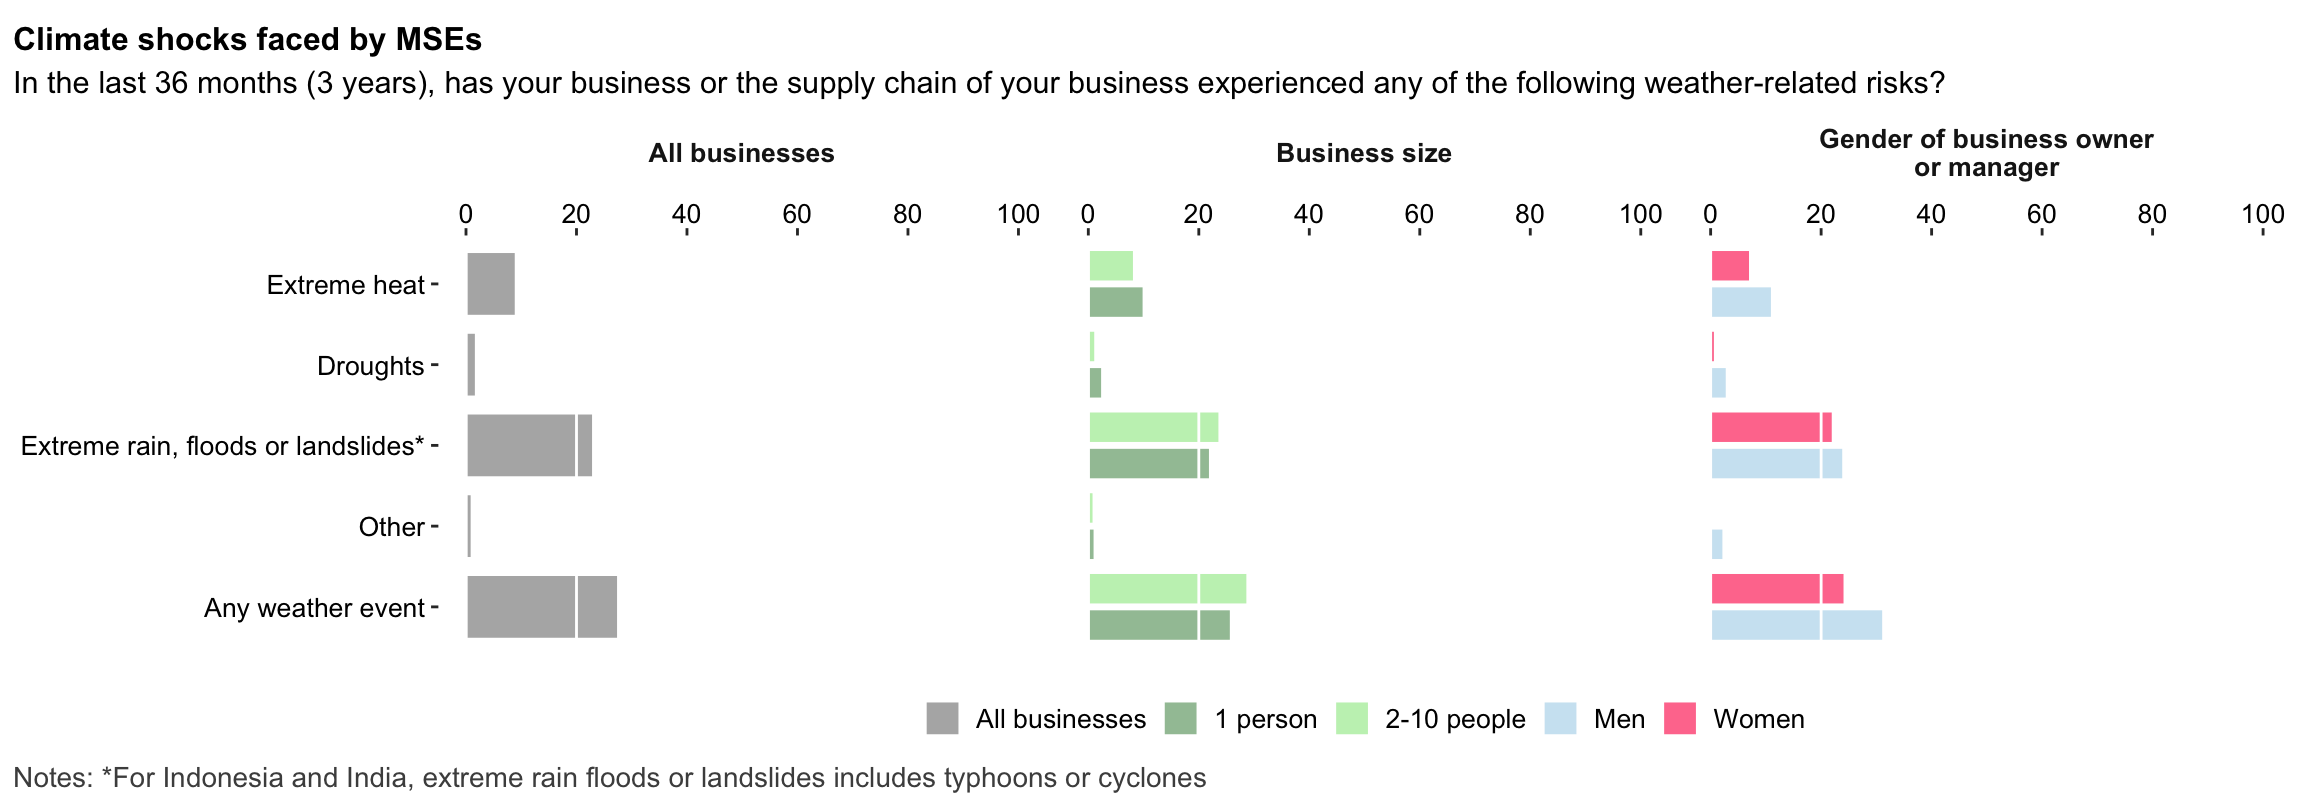 Climate shocks faced by MSEs
In the last 36 months (3 years), has your business or the supply chain of your business experienced any of the following weather-related risks?
All businesses
Business size
Gender of business owner
or manager
0 20 40 60 80 100
0 20 40 60 80 100
0 20 40 60 80 100
Extreme heat
Droughts
Extreme rain, floods or landslides*
Other
Any weather event
All businesses 1 person 2-10 people Men Women
Notes: *For Indonesia and India, extreme rain floods or landslides includes typhoons or cyclones